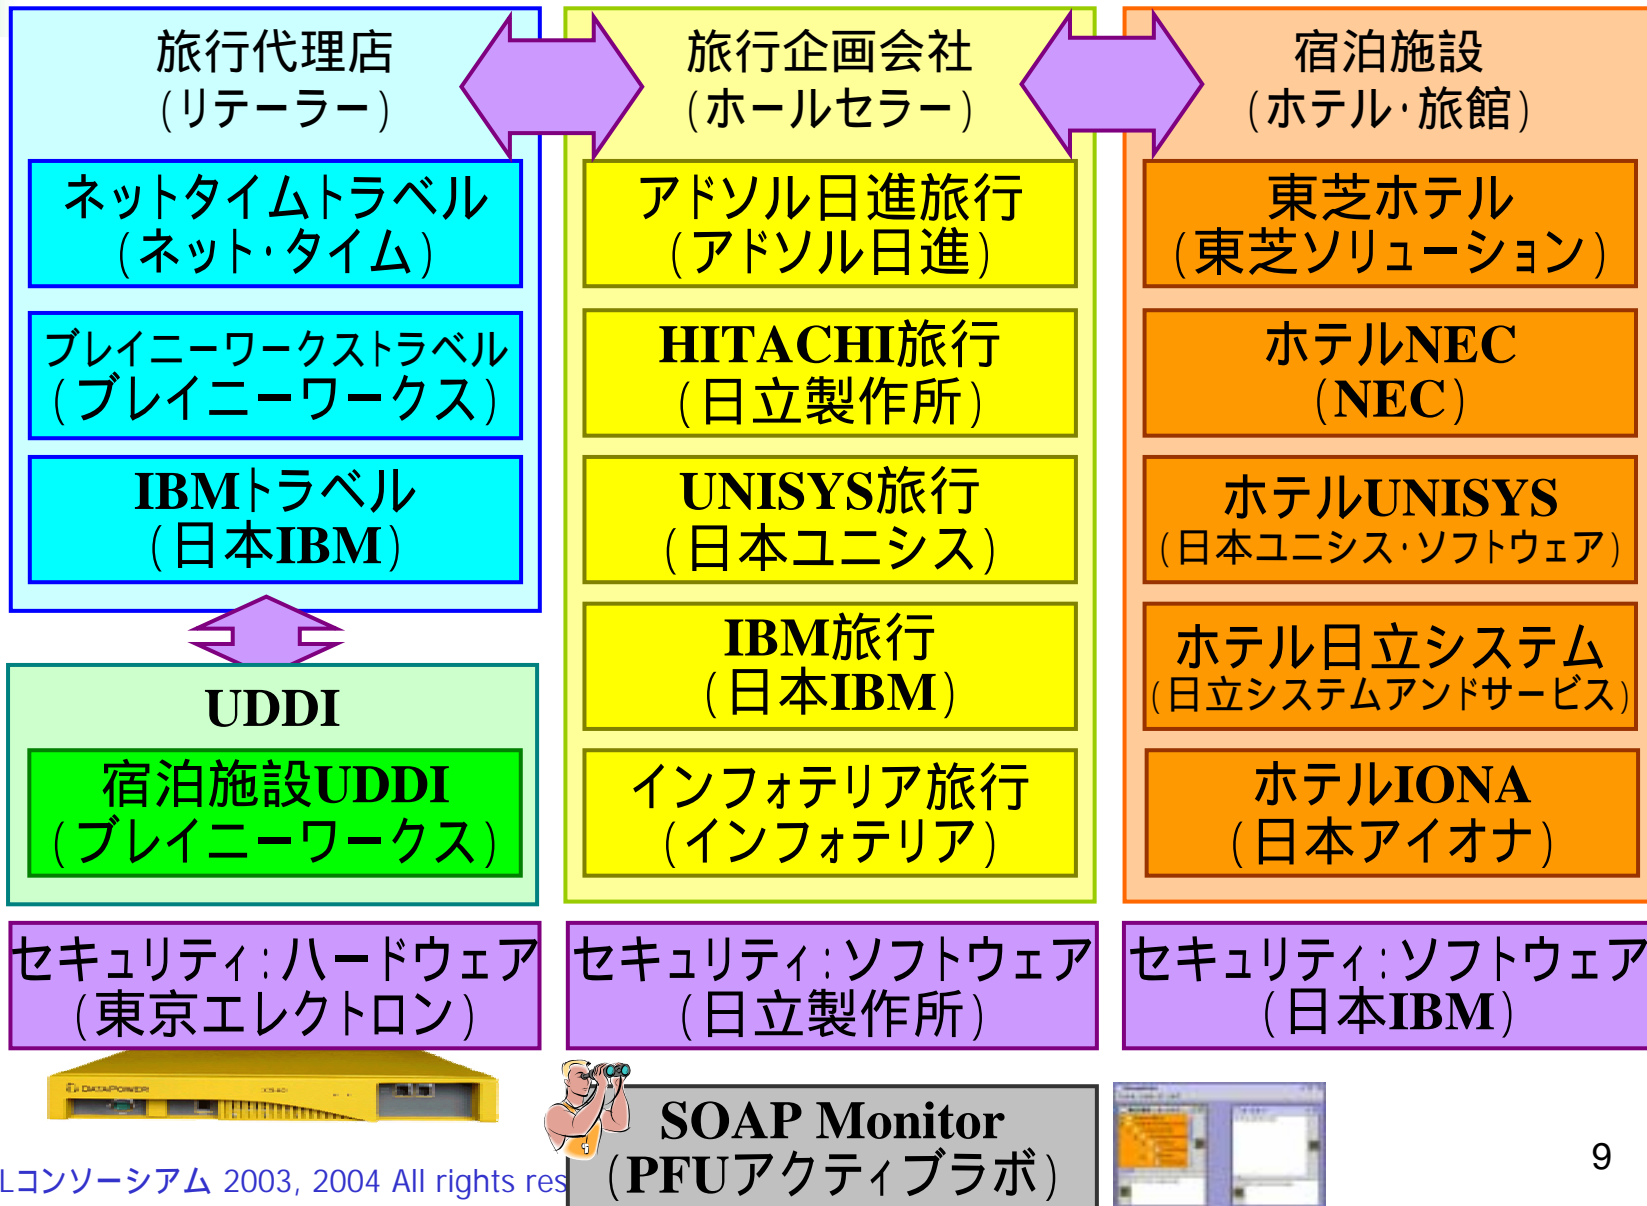 旅行代理店
(リテーラー)
ネットタイムトラベル
(ネット・タイム)
ブレイニーワークストラベル
(ブレイニーワークス)
IBMトラベル
(日本IBM)
UDDI
宿泊施設UDDI
(ブレイニーワークス)
セキュリティ:ハードウェア
(東京エレクトロン)
旅行企画会社
(ホールセラー)
アドソル日進旅行
(アドソル日進)
HITACHI旅行
(日立製作所)
UNISYS旅行
(日本ユニシス)
IBM旅行
(日本IBM)
インフォテリア旅行
(インフォテリア)
セキュリティ:ソフトウェア
(日立製作所)
宿泊施設
(ホテル・旅館)
東芝ホテル
(東芝ソリューション)
ホテルNEC
(NEC)
ホテルUNISYS
(日本ユニシス・ソフトウェア)
ホテル日立システム
(日立システムアンドサービス)
ホテルIONA
(日本アイオナ)
セキュリティ:ソフトウェア
(日本IBM)
DATAPOWER
SOAP Monitor
(PFUアクティブラボ)
Lコンソーシアム 2003, 2004 All rights res
9